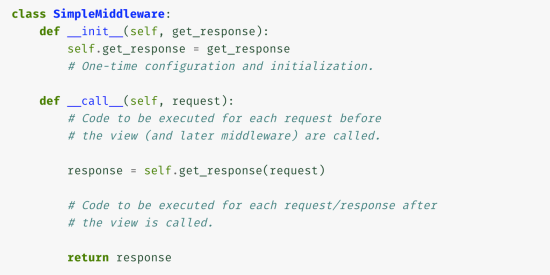 class SimpleMiddleware:
    def __init__(self, get_response):
        self.get_response = get_response
        # One-time configuration and initialization.

    def __call__(self, request):
        # Code to be executed for each request before
        # the view (and later middleware) are called.

        response = self.get_response(request)

        # Code to be executed for each request/response after
        # the view is called.

        return response